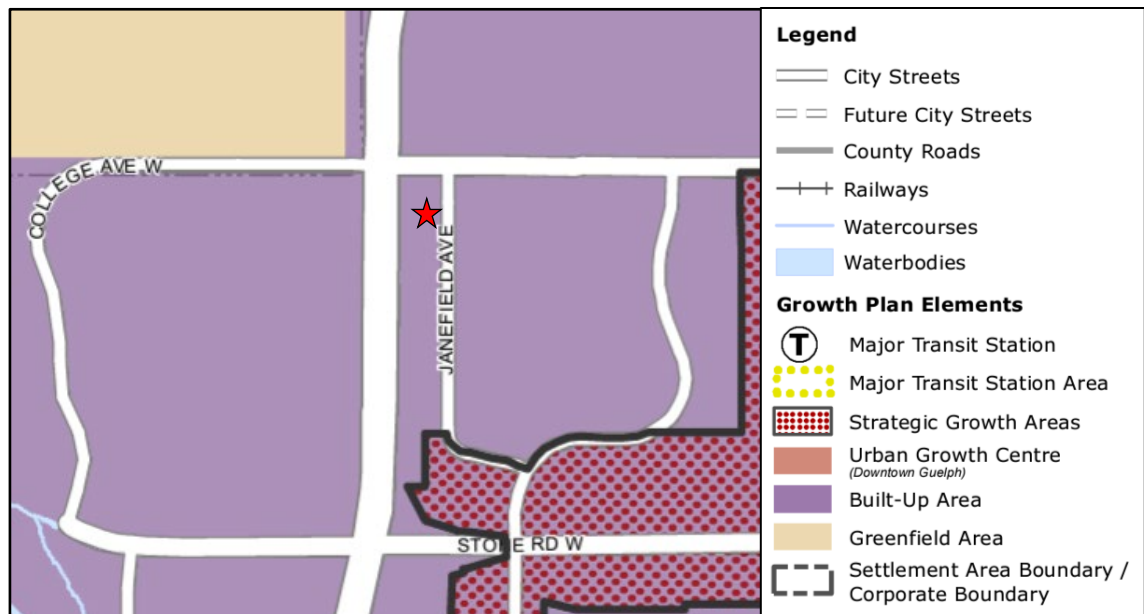 COLLEGE AVE W
JANEFIELD AVE
STONE RD W
Legend
City Streets
Future City Streets
County Roads
Railways
Watercourses
Waterbodies
Growth Plan Elements
T
Major Transit Station
Major Transit Station Area
Strategic Growth Areas
Urban Growth Centre
(Downtown Guelph)
Built-Up Area
Greenfield Area
Settlement Area Boundary /
Corporate Boundary